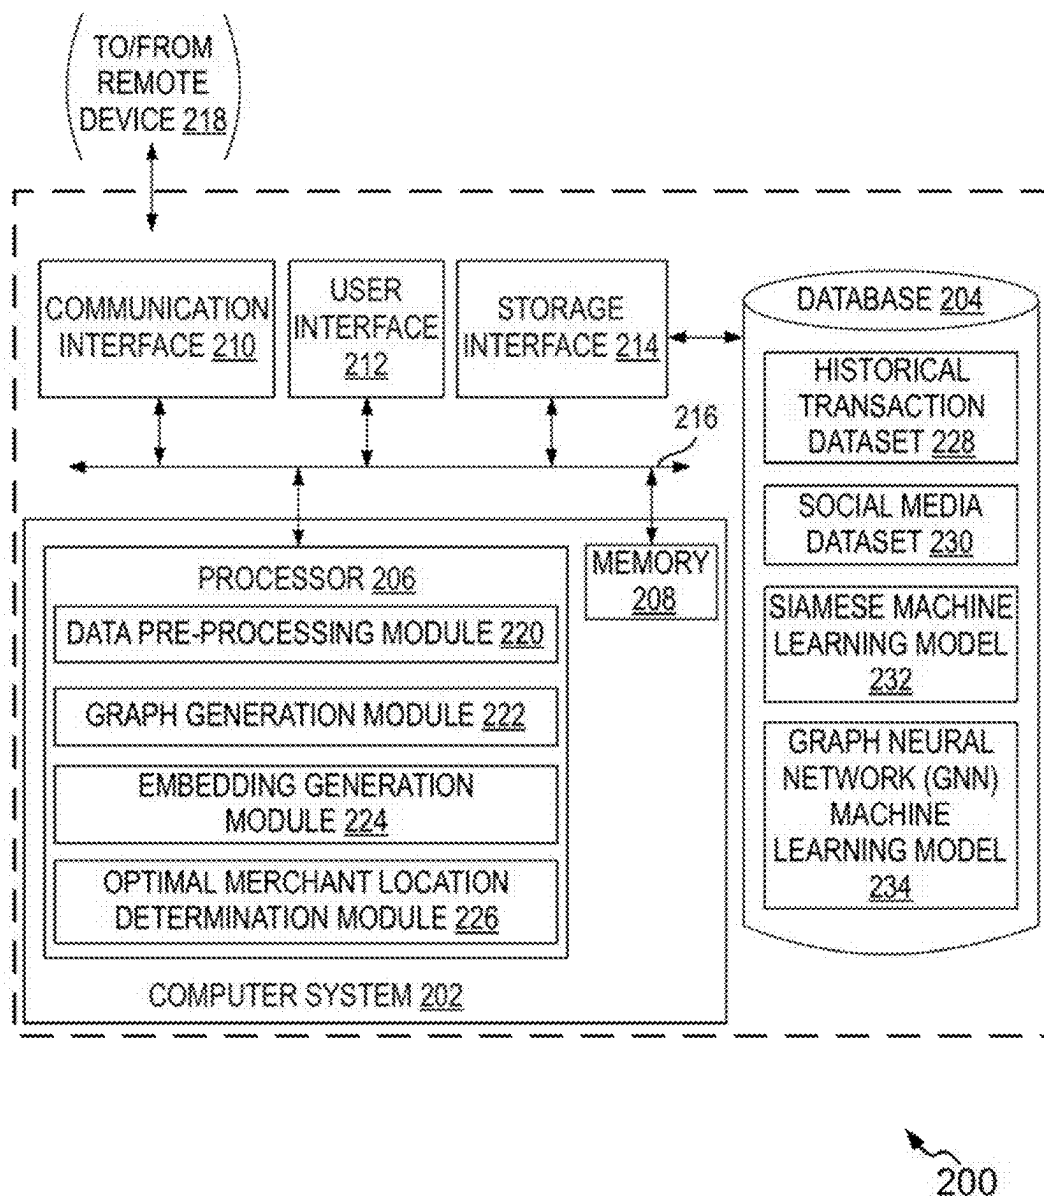 TO/FROM
REMOTE
DEVICE 218
COMMUNICATION
INTERFACE 210
USER
INTERFACE
212
STORAGE
INTERFACE 214
DATABASE 204
HISTORICAL
TRANSACTION
DATASET 228
SOCIAL MEDIA
DATASET 230
SIAMESE MACHINE
LEARNING MODEL
232
GRAPH NEURAL
NETWORK (GNN)
MACHINE
LEARNING MODEL
234
216
PROCESSOR 206
MEMORY
208
DATA PRE-PROCESSING MODULE 220
GRAPH GENERATION MODULE 222
EMBEDDING GENERATION
MODULE 224
OPTIMAL MERCHANT LOCATION
DETERMINATION MODULE 226
COMPUTER SYSTEM 202
200